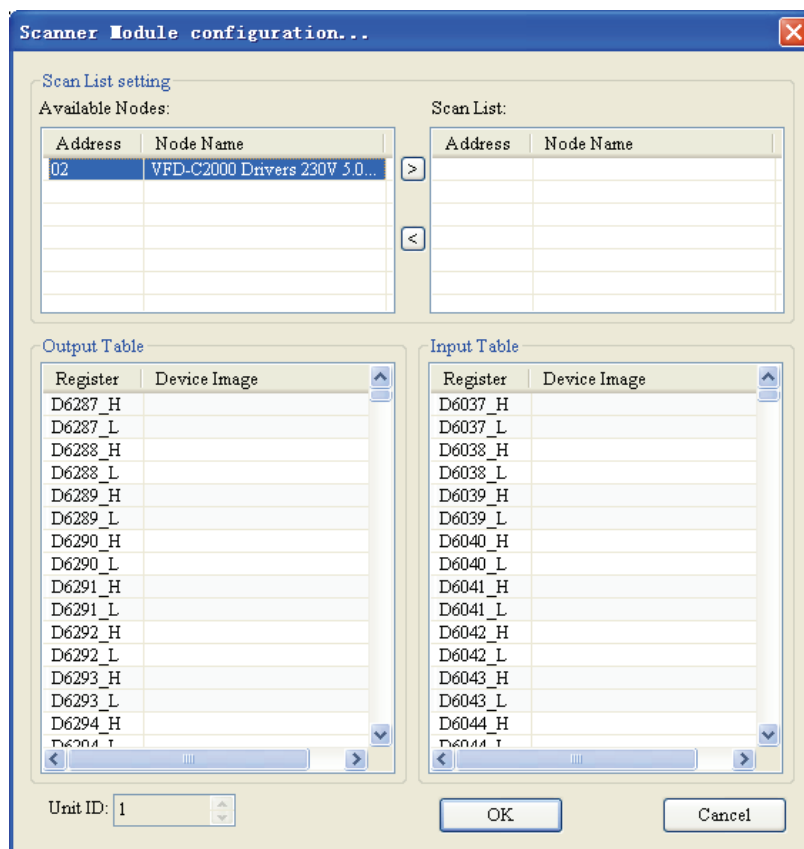 Scanner Module configuration...
Scan List setting
Available Nodes:
Scan List:
Address Node Name
Address Node Name
02 VFD-C2000 Drivers 230V 5.0...
>
<
Output Table
Input Table
Register Device Image
Register Device Image
D6287_H D6037_H
D6287_L D6037_L
D6288_H D6038_H
D6288_L D6038_L
D6289_H D6039_H
D6289_L D6039_L
D6290_H D6040_H
D6290_L D6040_L
D6291_H D6041_H
D6291_L D6041_L
D6292_H D6042_H
D6292_L D6042_L
D6293_H D6043_H
D6293_L D6043_L
D6294_H D6044_H
D6294_L D6044_L
Unit ID: 1
OK
Cancel